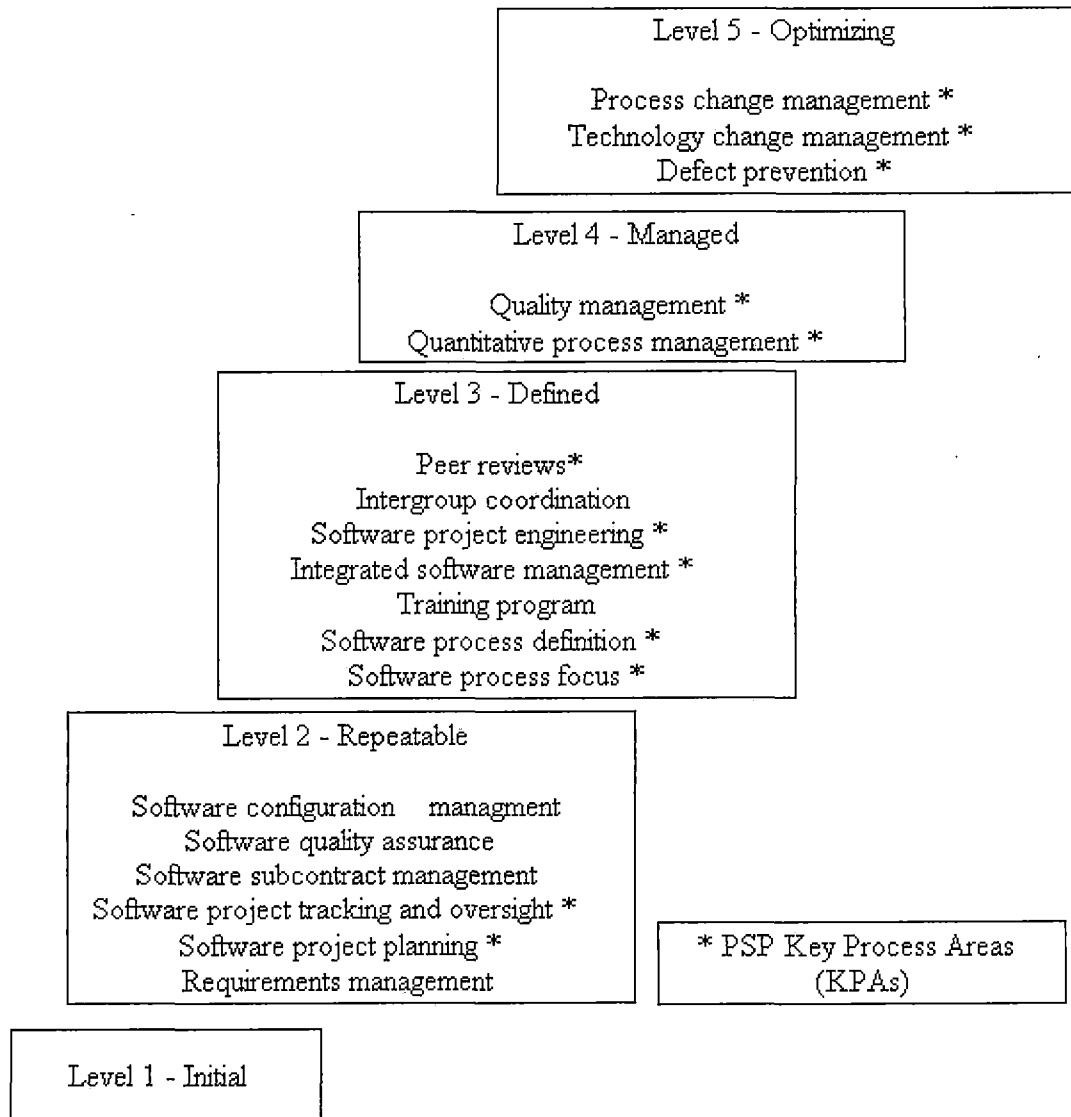 Level 5 - Optimizing
Process change management *
Technology change management *
Defect prevention *
Level 4 - Managed
Quality management *
Quantitative process management *
Level 3 - Defined
Peer reviews*
Intergroup coordination
Software project engineering *
Integrated software management *
Training program
Software process definition *
Software process focus *
Level 2 - Repeatable
Software configuration managment
Software quality assurance
Software subcontract management
Software project tracking and oversight *
Software project planning *
Requirements management
* PSP Key Process Areas
(KPAs)
Level 1 - Initial